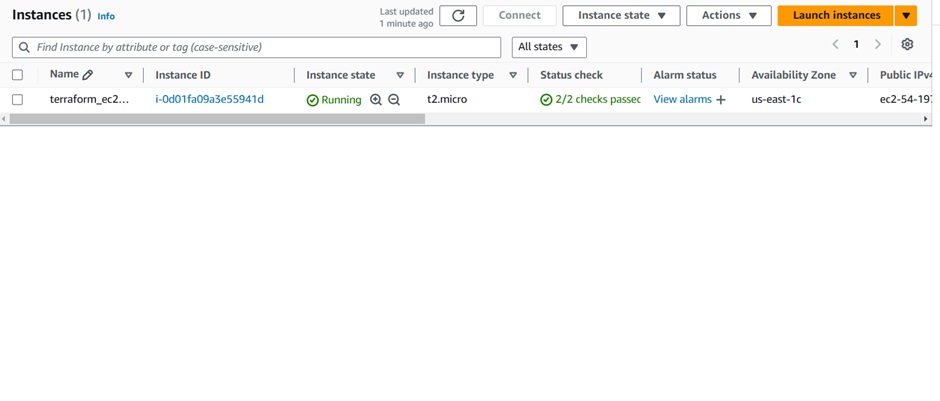 Instances (1) Info
Last updated
1 minute ago
Connect
Instance state
Actions
Launch instances
Find Instance by attribute or tag (case-sensitive)
All states
1
Name Instance ID Instance state Instance type Status check Alarm status Availability Zone Public IPv4
terraform_ec2... i-0d01fa09a3e55941d Running t2.micro 2/2 checks passec View alarms + us-east-1c ec2-54-197